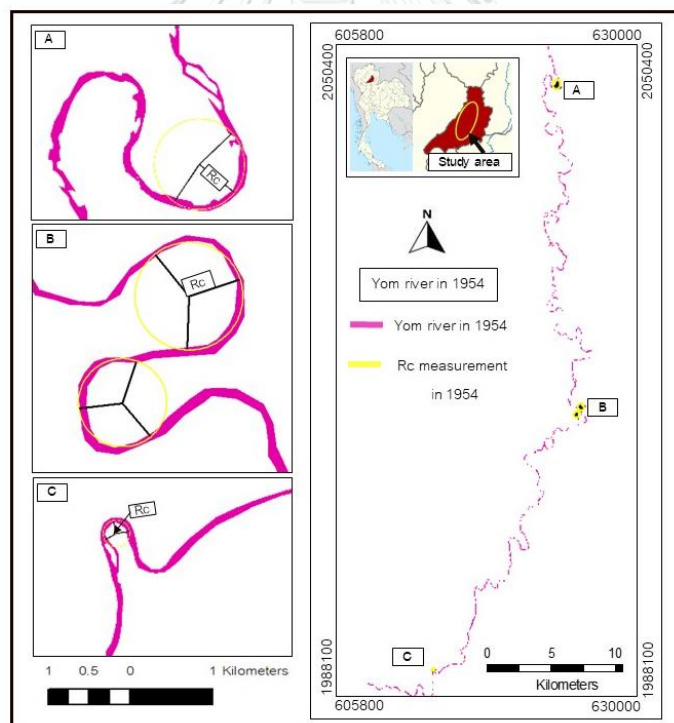 A
Rc
B
Rc
C
Rc
1 0.5 0 1 Kilometers
605800 630000
2050400 2050400
Study area
A
N
Yom river in 1954
Yom river in 1954
Rc measurement
in 1954
B
C
0 5 10
Kilometers
1988100 1988100
605800 630000